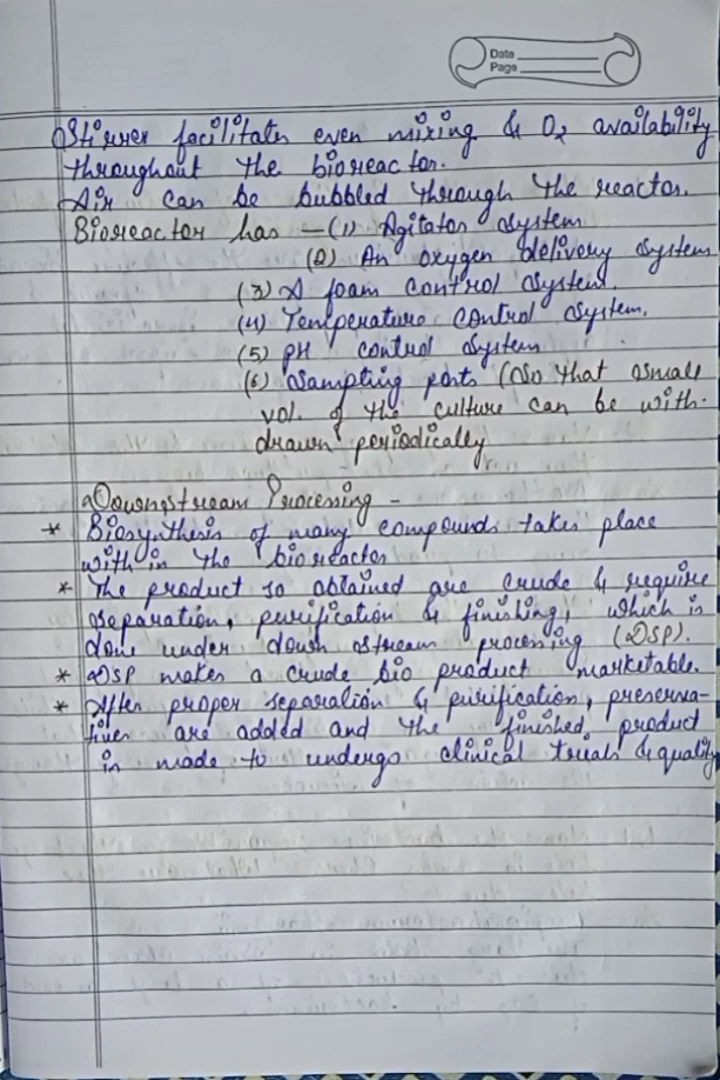 Date
Page
Stirrer facilitates even mixing & O2 availability
throughout the bioreactor.
Air can be bubbled through the reactor.
Bioreactor has - (1) Agitator system
(2) An oxygen delivery system
(3) A foam control system.
(4) Temperature control system.
(5) pH control system
(6) Sampting ports (so that small
vol. of the culture can be with-
drawn periodically
Downstream Processing -
* Biosynthesis of many compounds takes place
with in the bioreactor
* The product so obtained are crude & require
separation, purification & finishing, which is
done under down stream processing (DSP).
* DSP makes a crude bio product marketable.
* After proper separation & purification, preserva-
tives are added and the finished product
is made to undergo clinical trials & quality